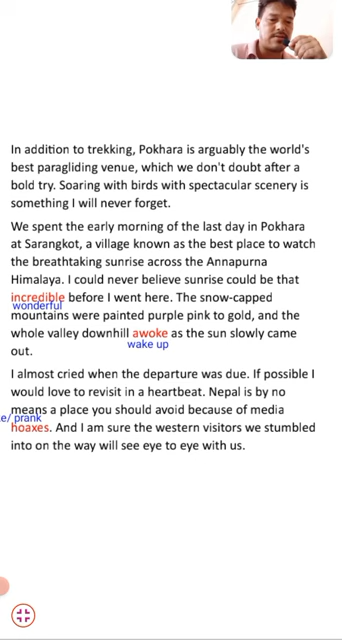 In addition to trekking, Pokhara is arguably the world's
best paragliding venue, which we don't doubt after a
bold try. Soaring with birds with spectacular scenery is
something I will never forget.
We spent the early morning of the last day in Pokhara
at Sarangkot, a village known as the best place to watch
the breathtaking sunrise across the Annapurna
Himalaya. I could never believe sunrise could be that
incredible before I went here. The snow-capped
wonderful
mountains were painted purple pink to gold, and the
whole valley downhill awoke as the sun slowly came
wake up
out.
I almost cried when the departure was due. If possible I
would love to revisit in a heartbeat. Nepal is by no
means a place you should avoid because of media
/ prank
hoaxes. And I am sure the western visitors we stumbled
into on the way will see eye to eye with us.